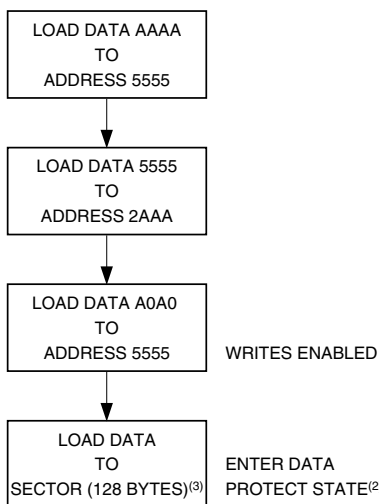 LOAD DATA AAAA
TO
ADDRESS 5555
LOAD DATA 5555
TO
ADDRESS 2AAA
LOAD DATA A0A0
TO
ADDRESS 5555
WRITES ENABLED
LOAD DATA
TO
SECTOR (128 BYTES)(3)
ENTER DATA
PROTECT STATE(2